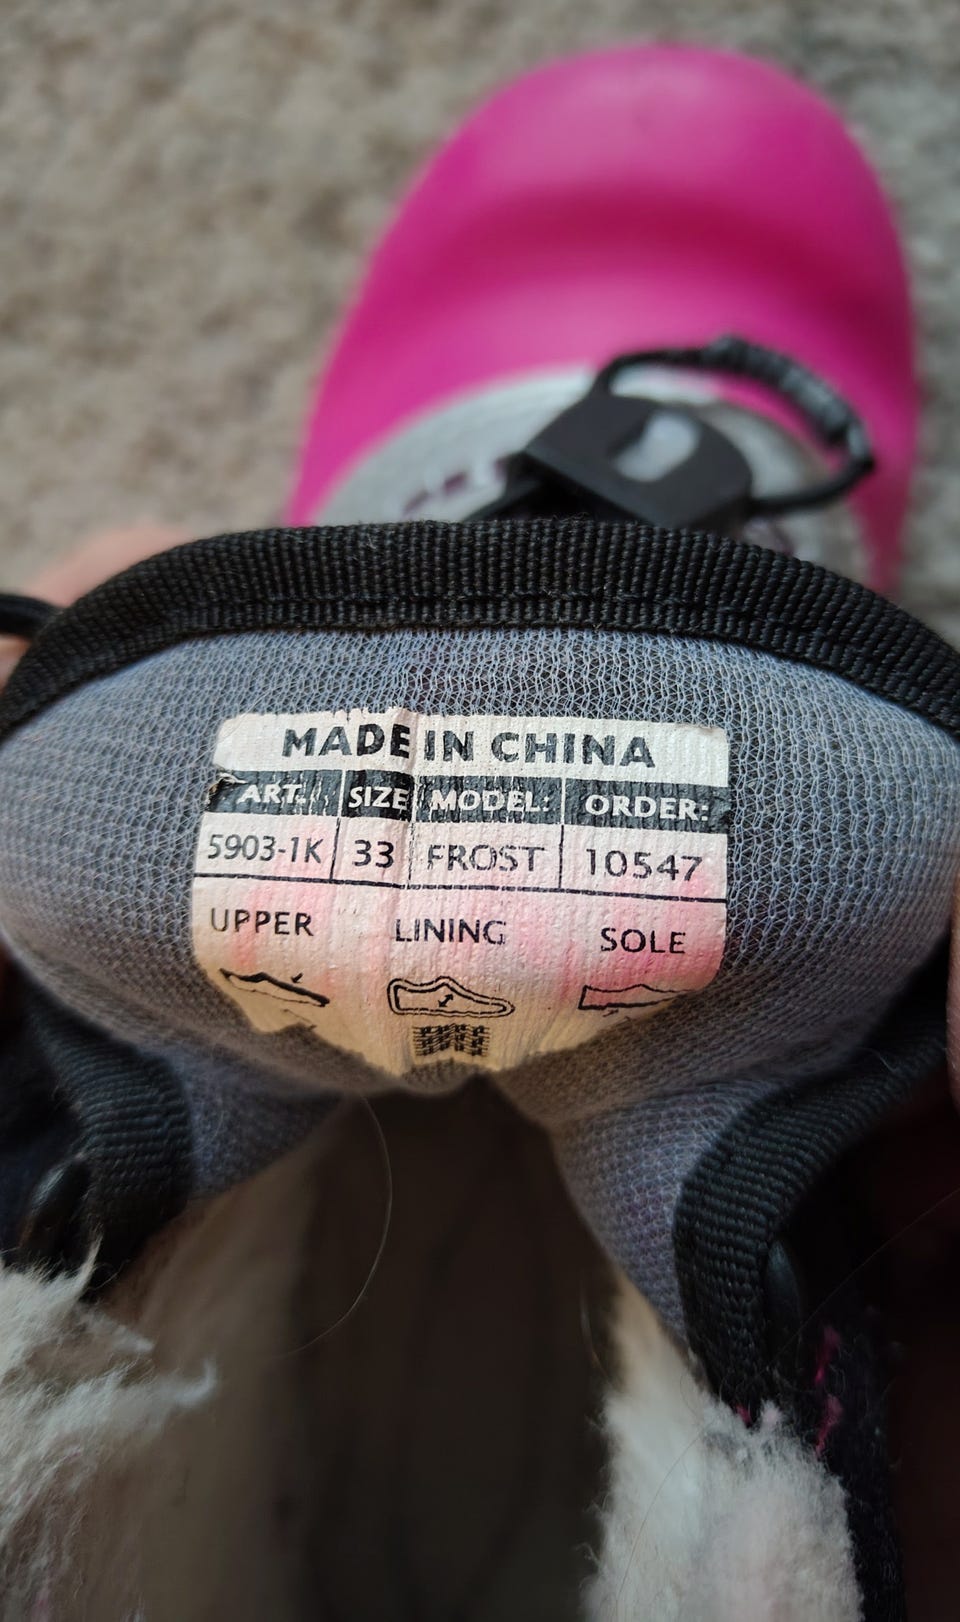 MADE IN CHINA
ART. SIZE MODEL: ORDER:
5903-1K 33 FROST 10547
UPPER LINING SOLE